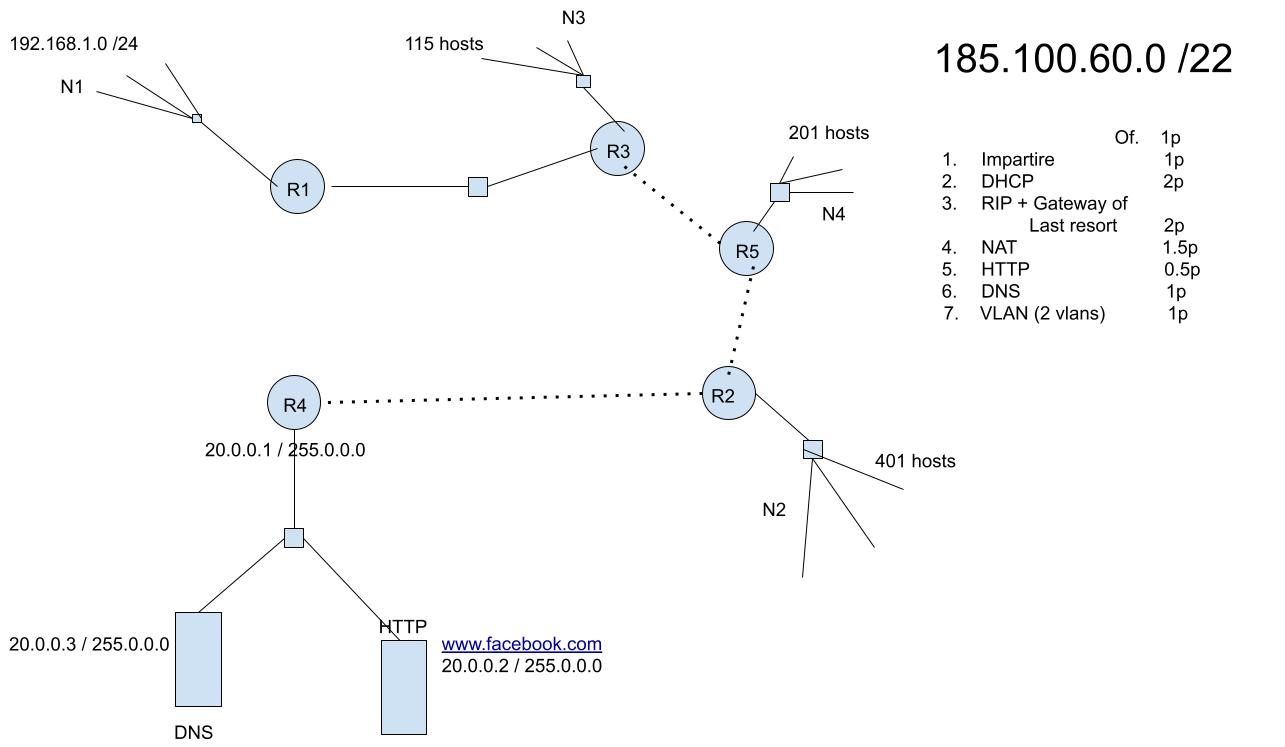 N3
192.168.1.0 /24
115 hosts
185.100.60.0 /22
N1
201 hosts
Of. 1p
R3
1. Impartire 1p
R1
2. DHCP 2p
3. RIP + Gateway of
N4
Last resort 2p
R5
4. NAT 1.5p
5. HTTP 0.5p
6. DNS 1p
7. VLAN (2 vlans) 1p
R4
R2
20.0.0.1 / 255.0.0.0
401 hosts
N2
HTTP
20.0.0.3 / 255.0.0.0
www.facebook.com
20.0.0.2 / 255.0.0.0
DNS